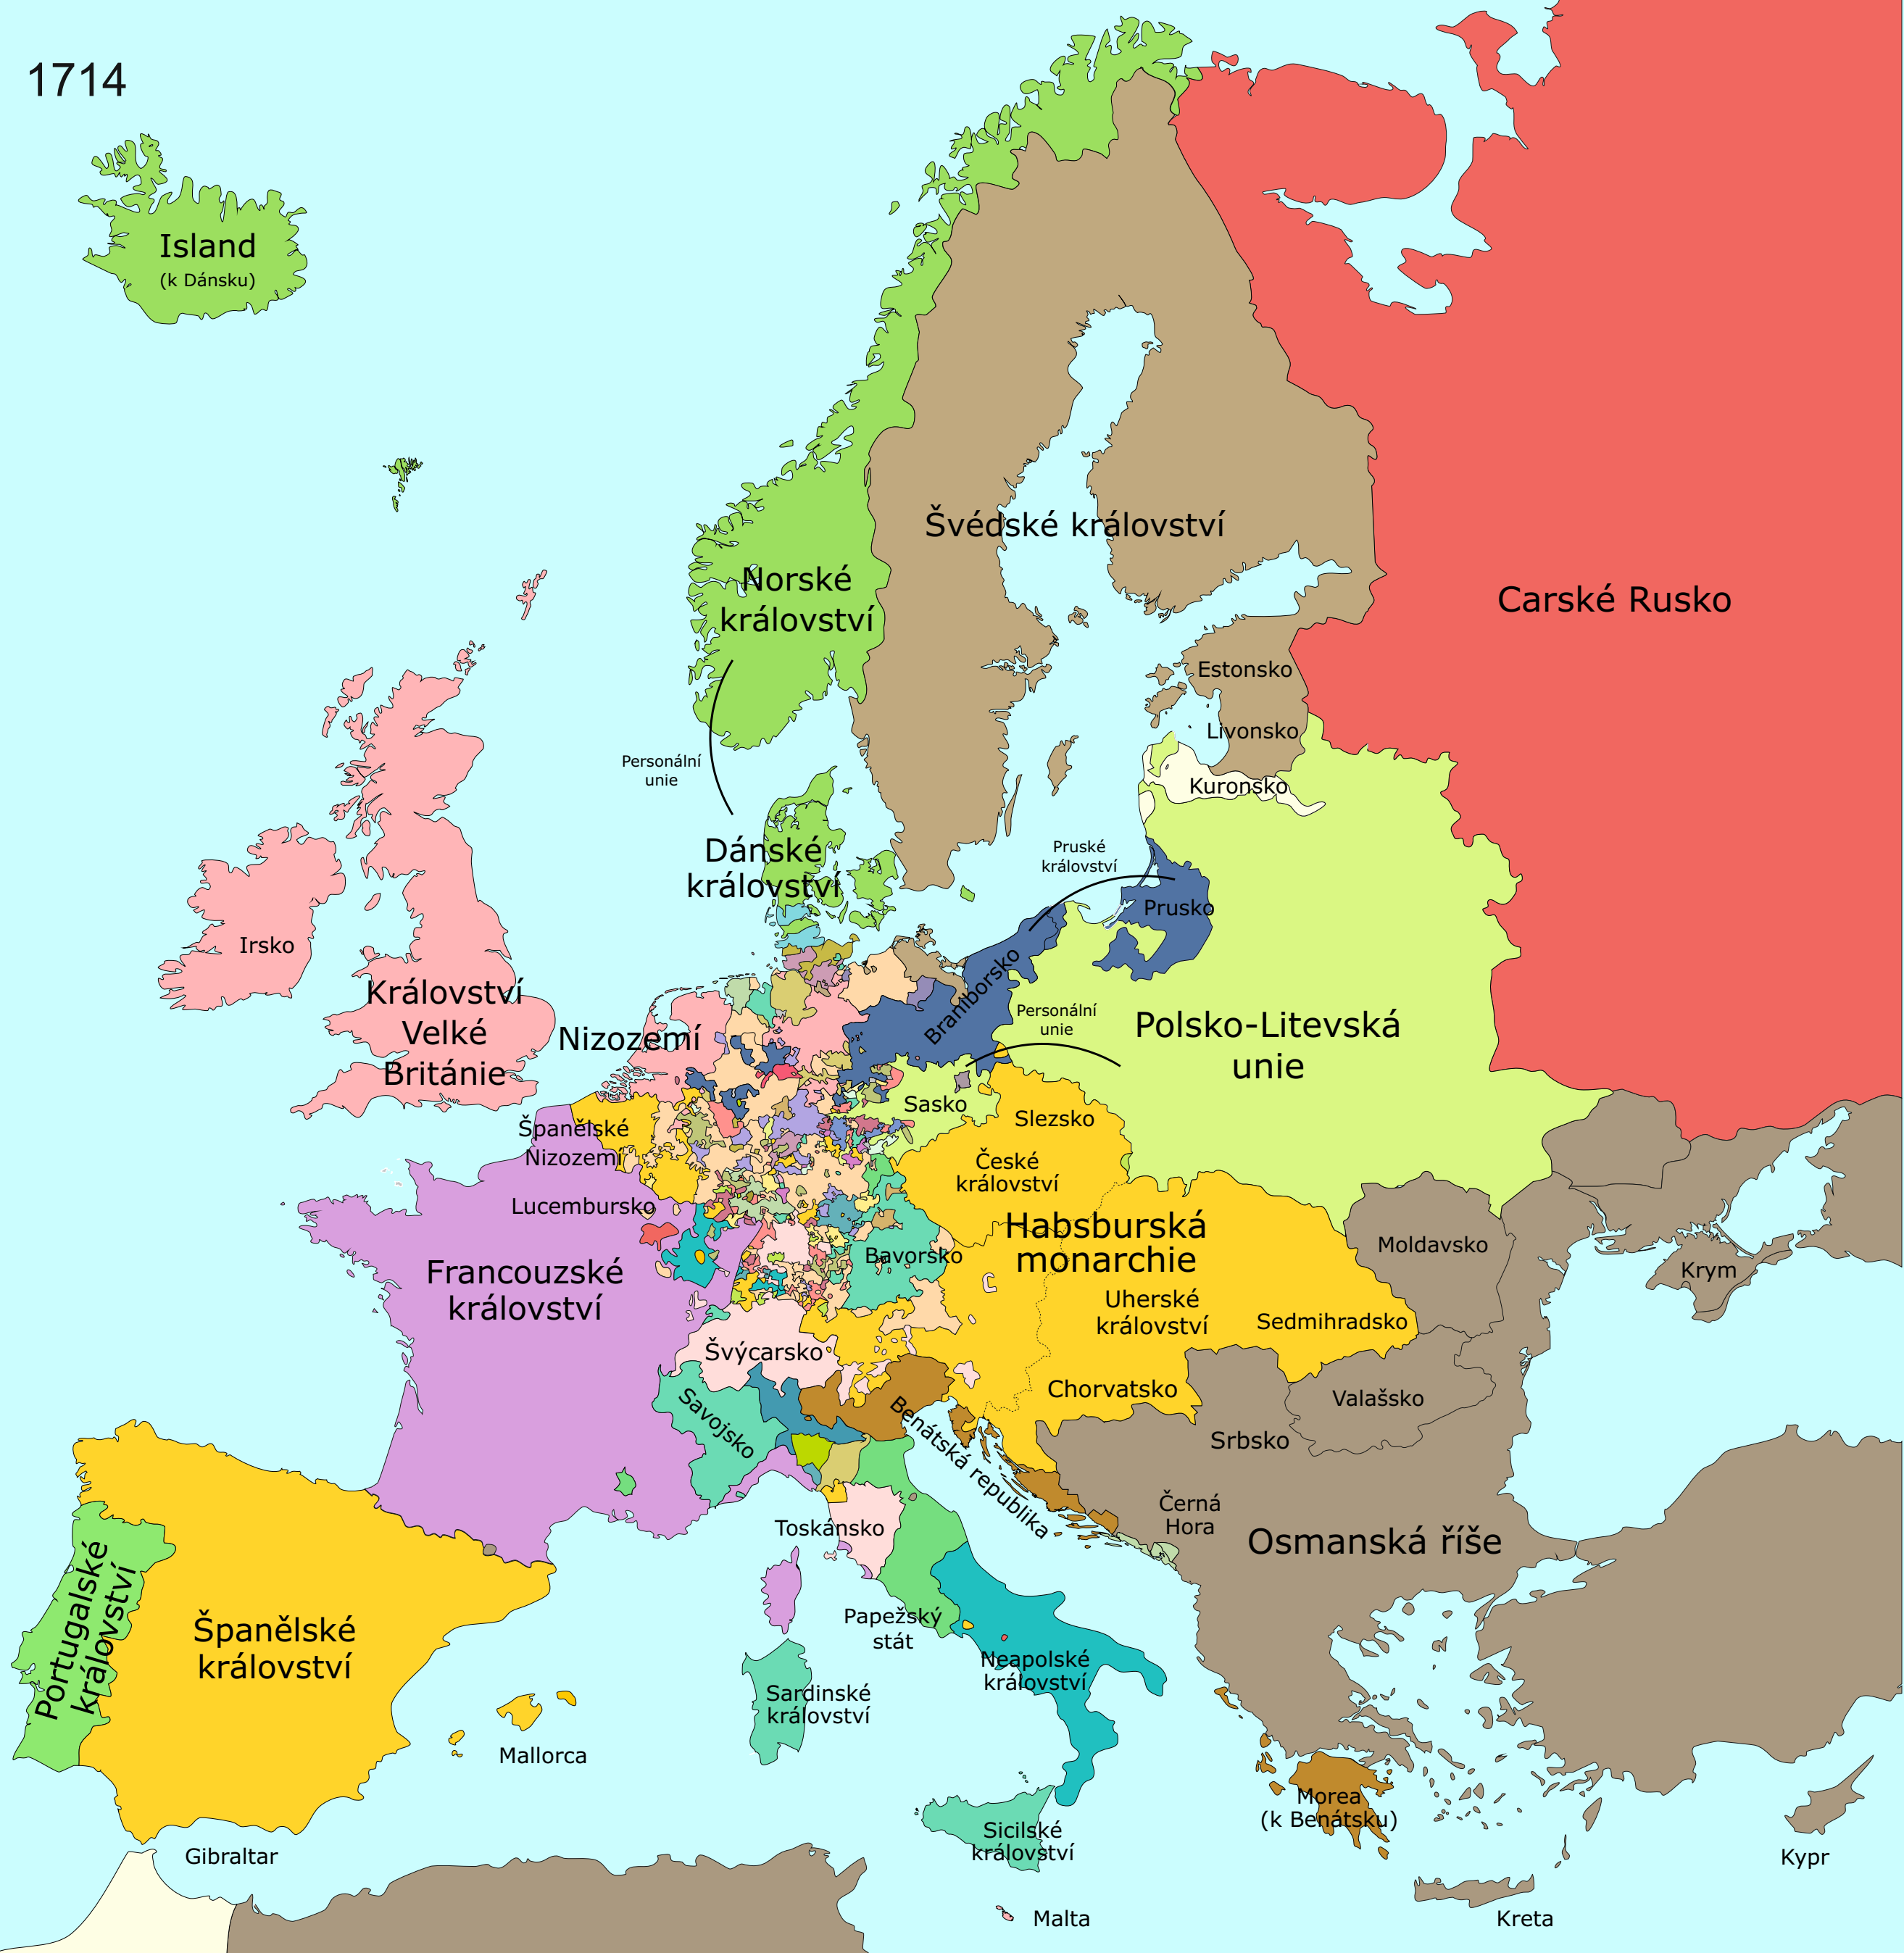 1714
Island
(k Dánsku)
Švédské království
Norské
království
Carské Rusko
Estonsko
Livonsko
Personální
unie
Kuronsko
Dánské
království
Pruské
království
Prusko
Irsko
Království
Velké
Británie
Nizozemí
Braniborsko
Personální
unie
Polsko-Litevská
unie
Sasko
Slezsko
Španělské
Nizozemí
České
království
Lucembursko
Habsburská
monarchie
Bavorsko
Moldavsko
Krym
Francouzské
království
Uherské
království
Sedmihradsko
Švýcarsko
Chorvatsko
Valašsko
Savojsko
Benátská republika
Srbsko
Černá
Hora
Toskánsko
Osmanská říše
Portugalské
království
Španělské
království
Papežský
stát
Neapolské
království
Sardinské
království
Mallorca
Morea
(k Benátsku)
Sicilské
království
Gibraltar
Kypr
Malta
Kreta